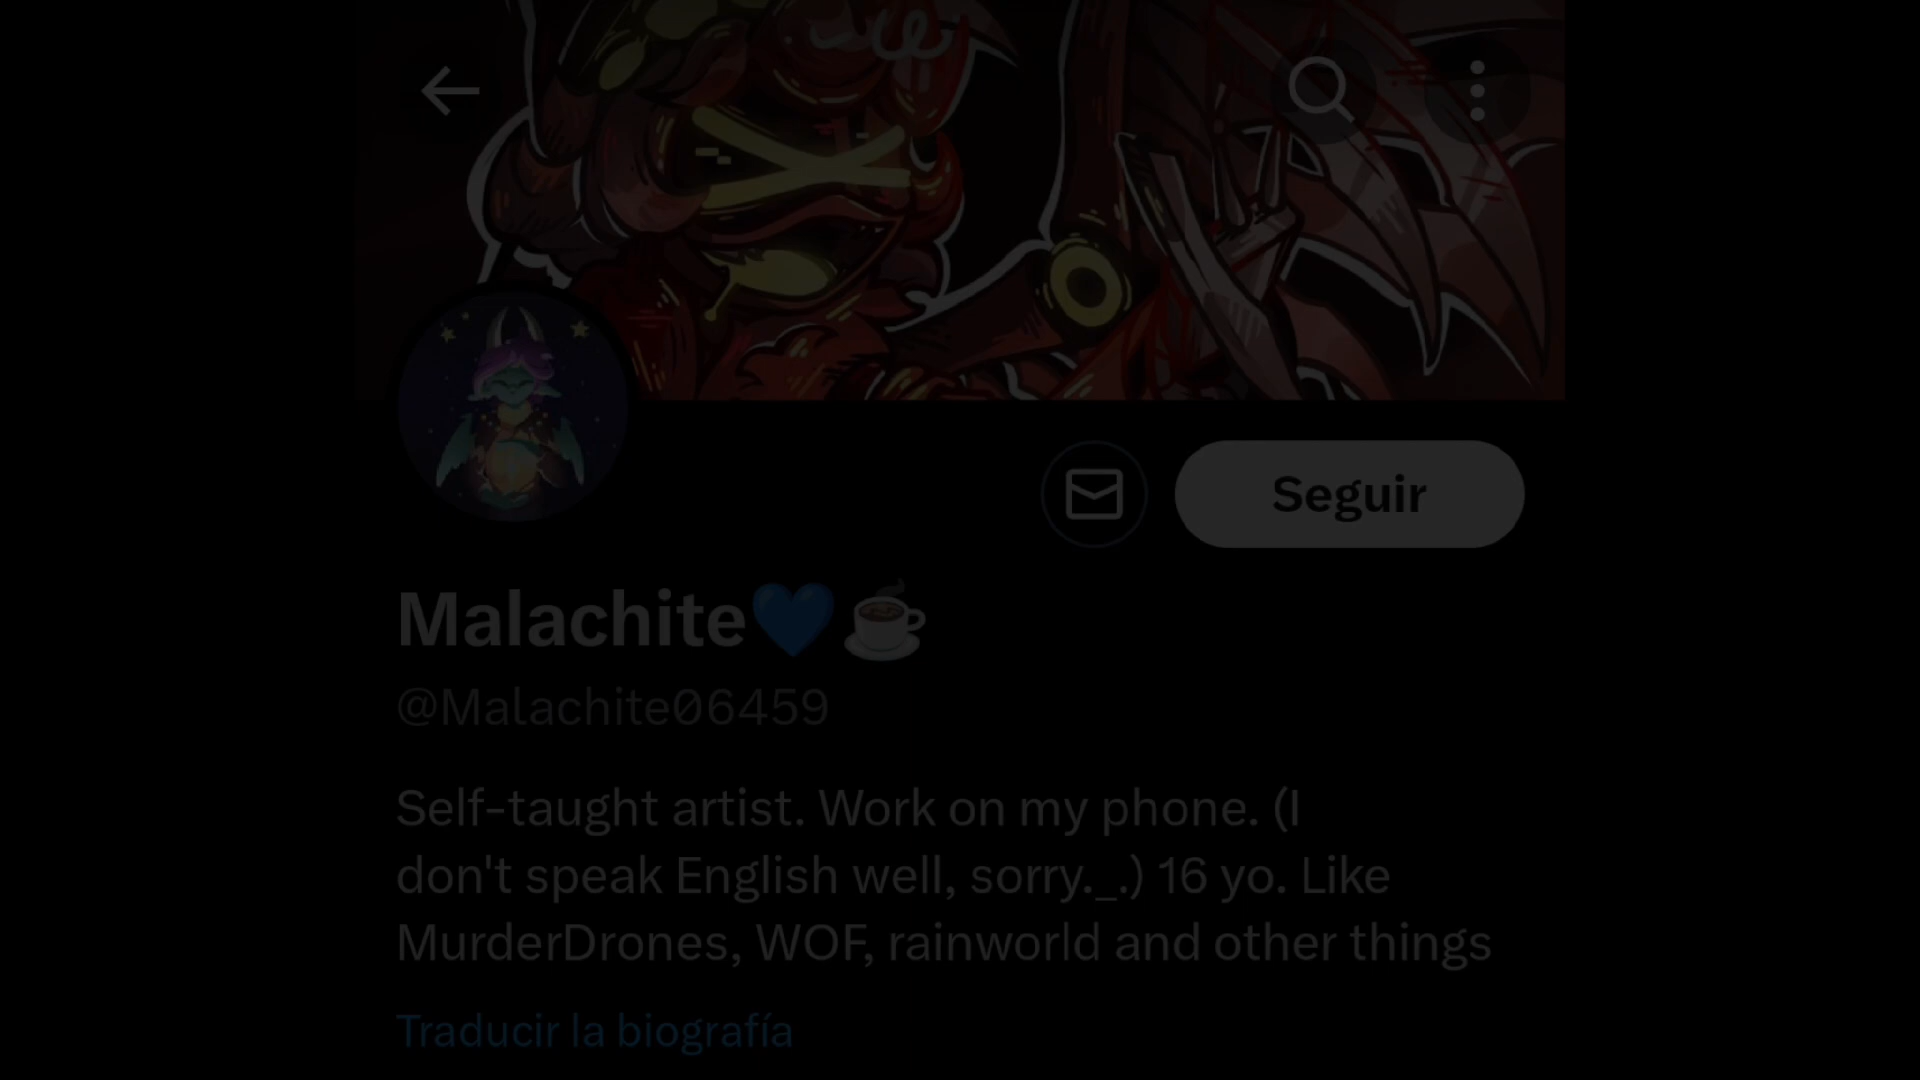 Seguir
Malachite💙☕
@Malachite06459
Self-taught artist. Work on my phone. (I
don't speak English well, sorry._.) 16 yo. Like
MurderDrones, WOF, rainworld and other things
Traducir la biografía